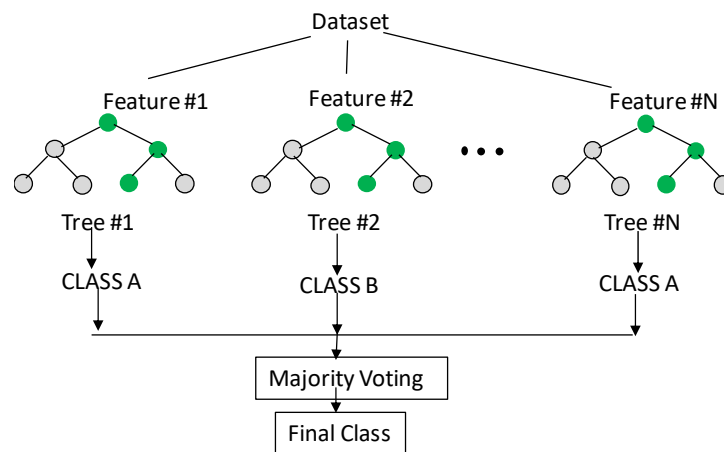 Dataset
Feature #1
Feature #2
Feature #N
Tree #1
Tree #2
Tree #N
CLASS A
CLASS B
CLASS A
Majority Voting
Final Class